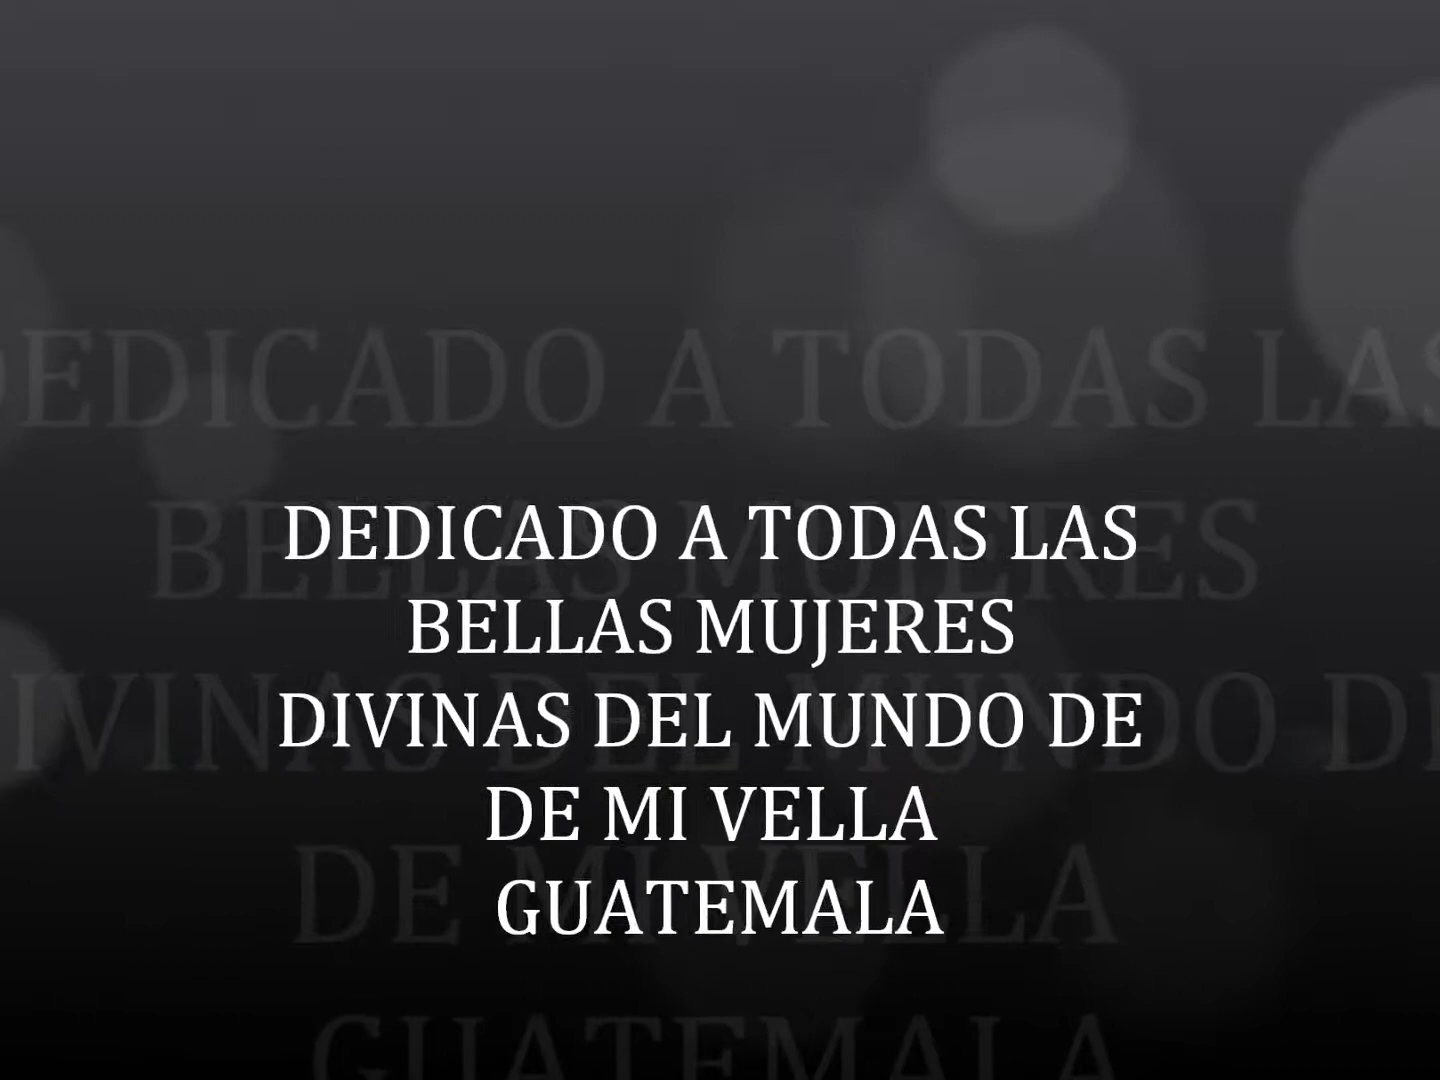 DEDICADO A TODAS LAS
BELLAS MUJERES
DIVINAS DEL MUNDO DE
DE MI VELLA
GUATEMALA